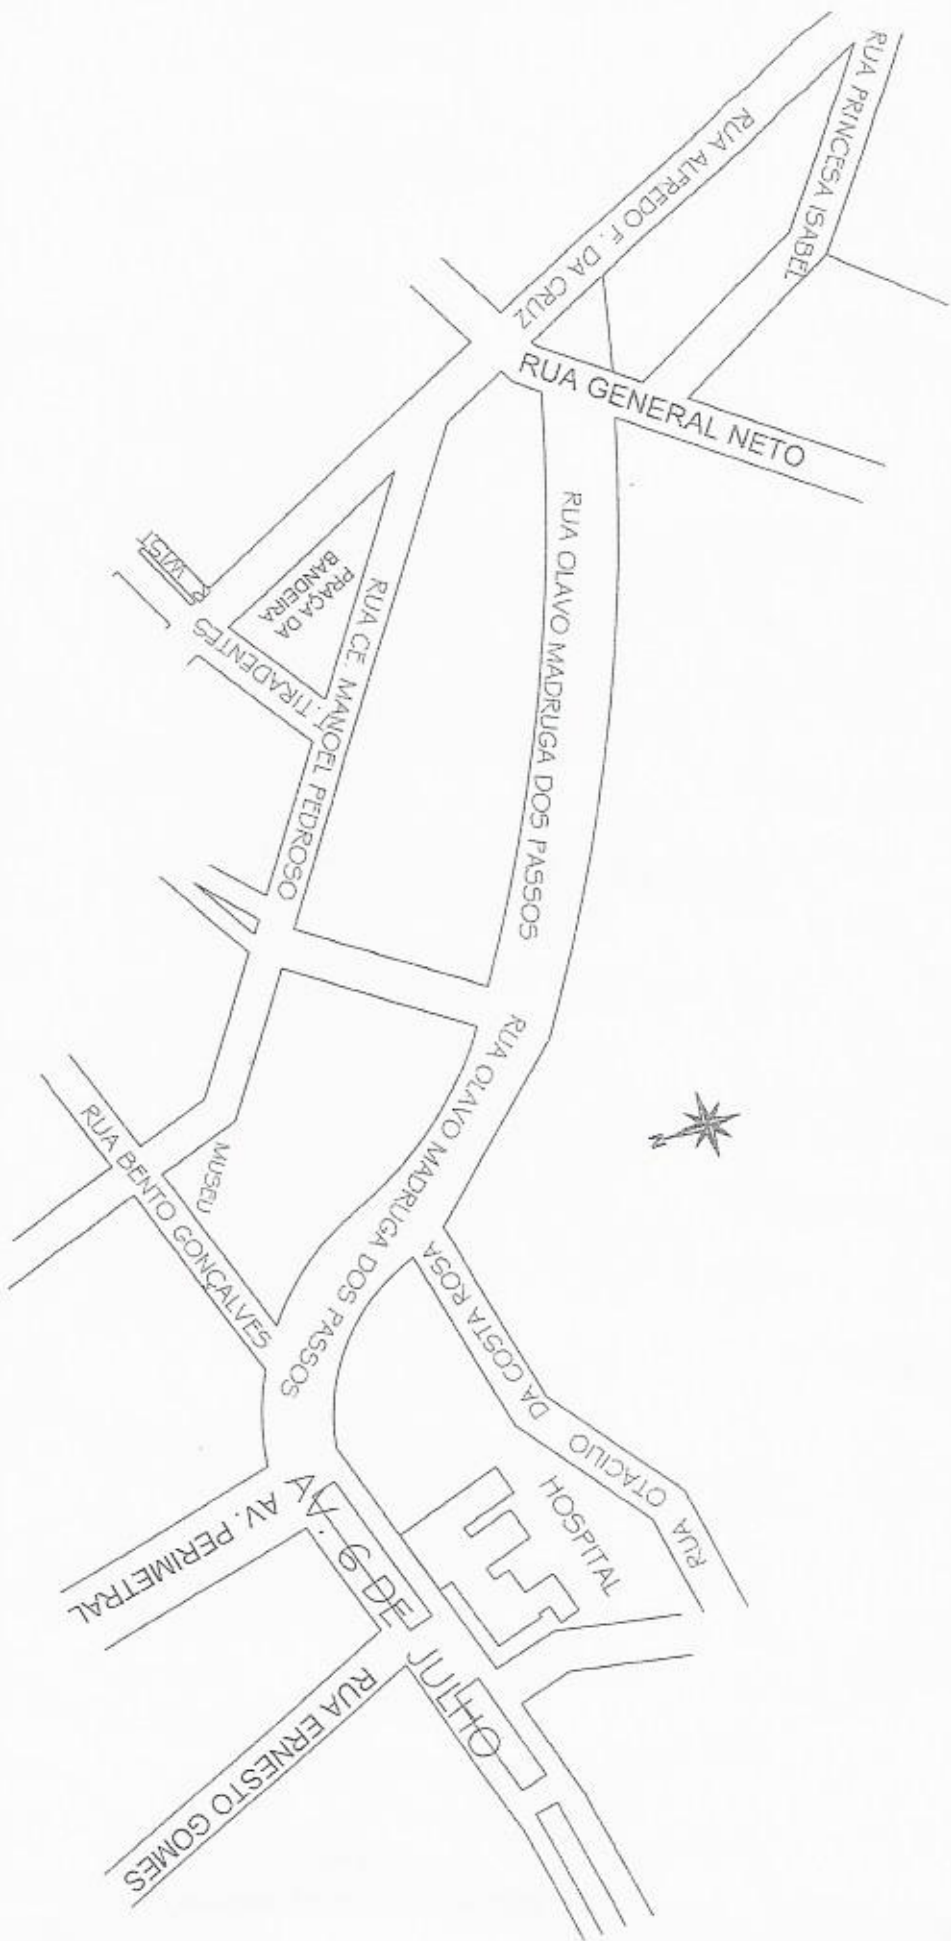 RUA PRINCESA ISABEL
RUA ALFREDO F. DA CRUZ
RUA GENERAL NETO
RUA OLAVO MADRUGA DOS PASSOS
PRAÇA DA
BANDEIRA
RUA CE. MANOEL PEDROSO
TIRADENTES
RUA OLAVO MADRUGA DOS PASSOS
N
RUA BENTO GONÇALVES
MUSEU
RUA OTACILIO DA COSTA ROSA
HOSPITAL
AV. PERIMETRAL
AV. 6 DE JULHO
RUA ERNESTO GOMES